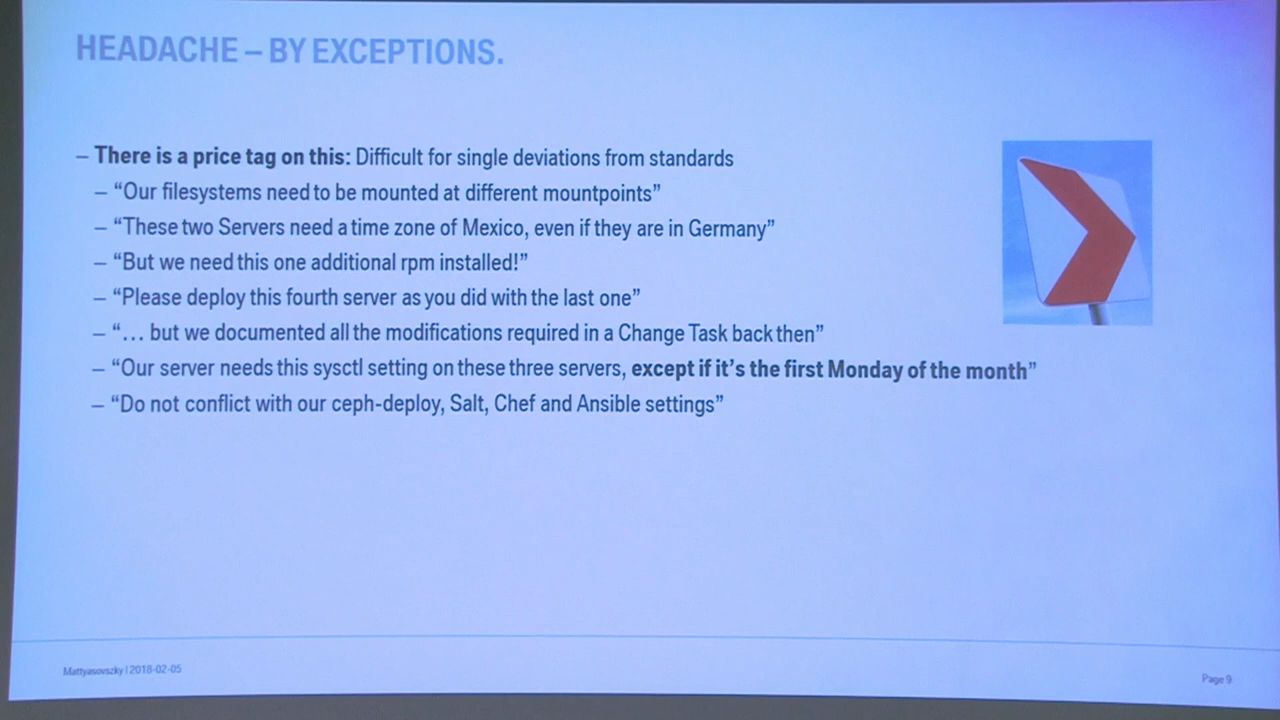 HEADACHE – BY EXCEPTIONS.
– There is a price tag on this: Difficult for single deviations from standards
– “Our filesystems need to be mounted at different mountpoints”
– “These two Servers need a time zone of Mexico, even if they are in Germany”
– “But we need this one additional rpm installed!”
– “Please deploy this fourth server as you did with the last one”
– “… but we documented all the modifications required in a Change Task back then”
– “Our server needs this sysctl setting on these three servers, except if it’s the first Monday of the month”
– “Do not conflict with our ceph-deploy, Salt, Chef and Ansible settings”
Mattyasovszky | 2018-02-05
Page 9